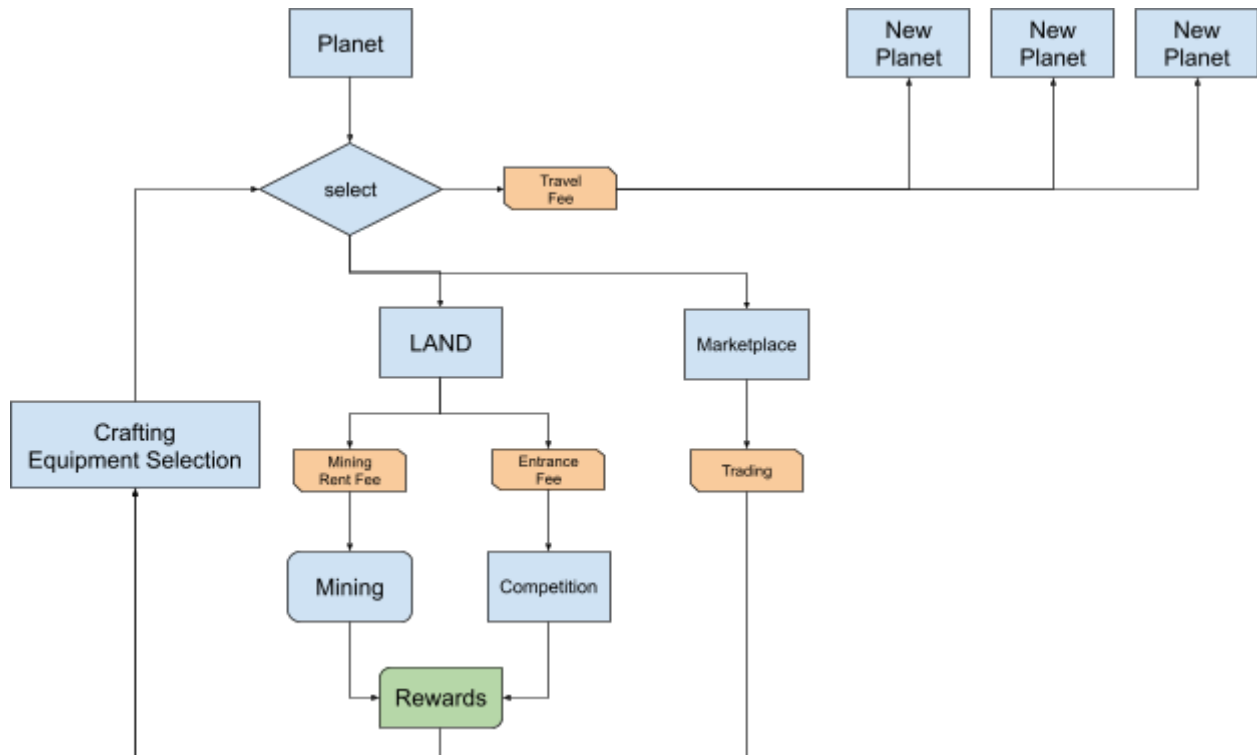 Planet
New
Planet
New
Planet
New
Planet
select
Travel
Fee
LAND
Marketplace
Crafting
Equipment Selection
Mining
Rent Fee
Entrance
Fee
Trading
Mining
Competition
Rewards